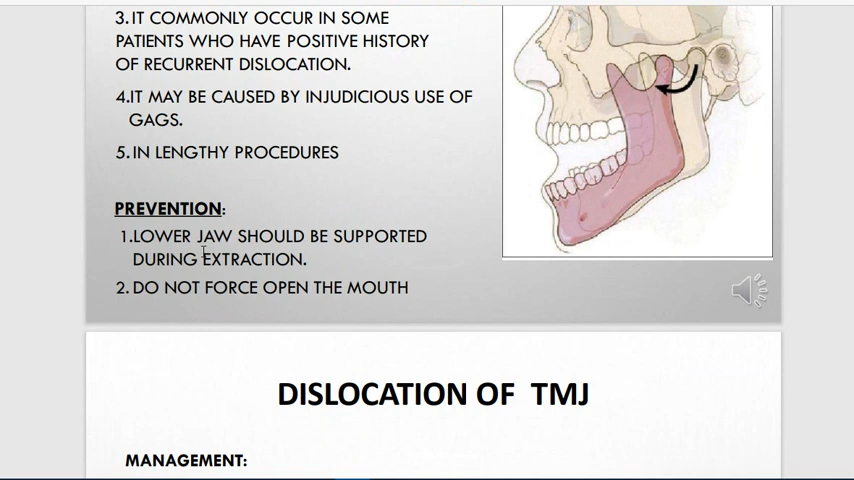 3.IT COMMONLY OCCUR IN SOME
PATIENTS WHO HAVE POSITIVE HISTORY
OF RECURRENT DISLOCATION.
4.IT MAY BE CAUSED BY INJUDICIOUS USE OF
GAGS.
5.IN LENGTHY PROCEDURES
PREVENTION:
1.LOWER JAW SHOULD BE SUPPORTED
DURING EXTRACTION.
2. DO NOT FORCE OPEN THE MOUTH
DISLOCATION OF TMJ
MANAGEMENT: